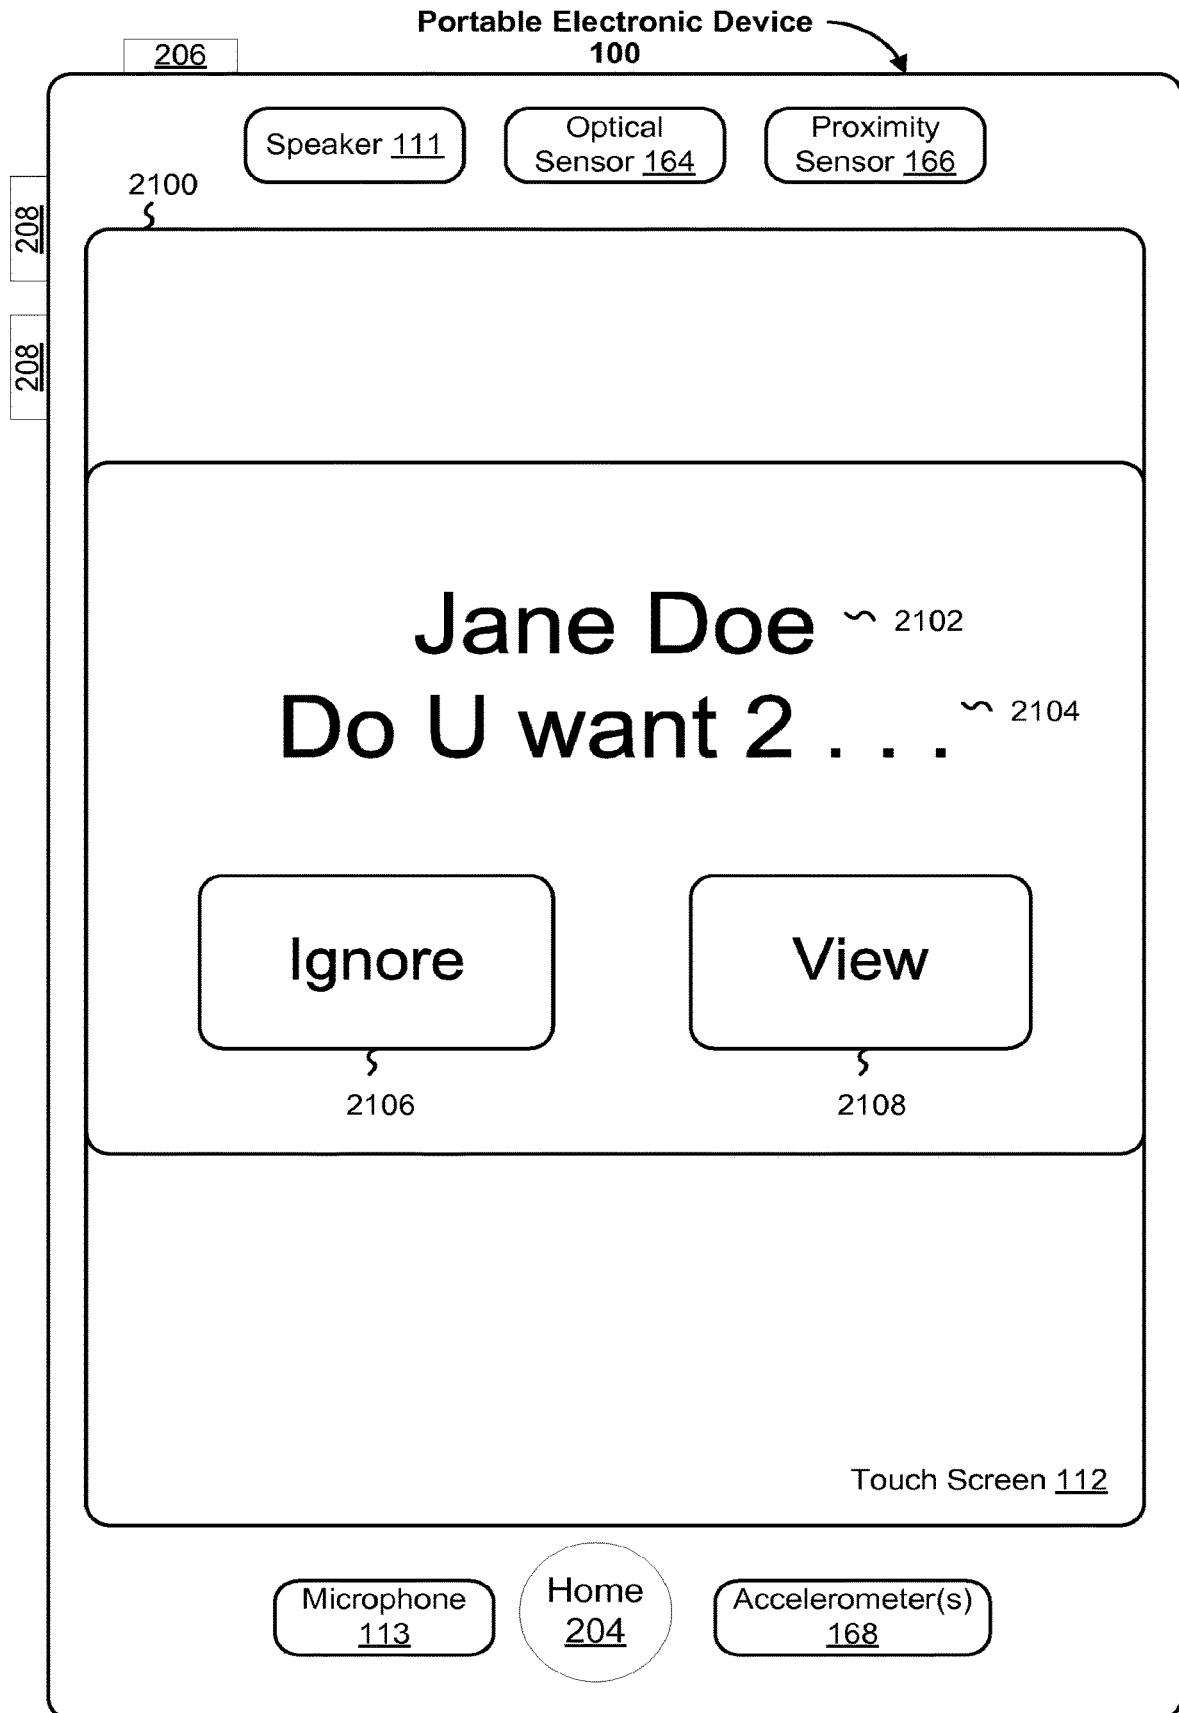 Portable Electronic Device
100
206
Speaker 111
Optical
Sensor 164
Proximity
Sensor 166
2100
208
208
Jane Doe
2102
Do U want 2 . . .
2104
Ignore
View
2106
2108
Touch Screen 112
Microphone
113
Home
204
Accelerometer(s)
168